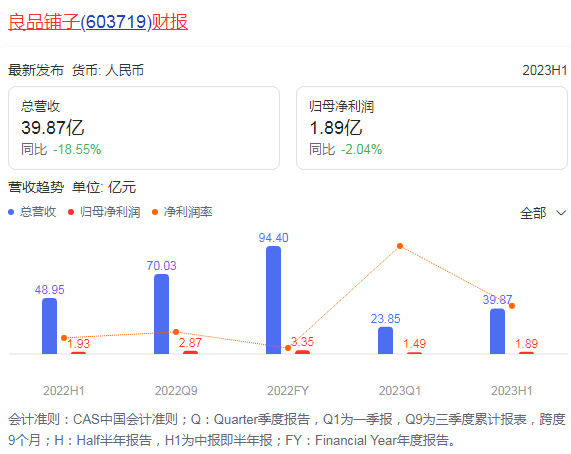 良品铺子(603719)财报
最新发布 货币: 人民币 2023H1
总营收 归母净利润
39.87亿 1.89亿
同比 -18.55% 同比 -2.04%
营收趋势 单位: 亿元
总营收 归母净利润 净利润率 全部
94.40
70.03
48.95
39.87
23.85
1.93 2.87 3.35 1.49 1.89
2022H1 2022Q9 2022FY 2023Q1 2023H1
会计准则：CAS中国会计准则；Q：Quarter季度报告，Q1为一季报，Q9为三季度累计报表，跨度
9个月；H：Half半年报告，H1为中报即半年报；FY：Financial Year年度报告。